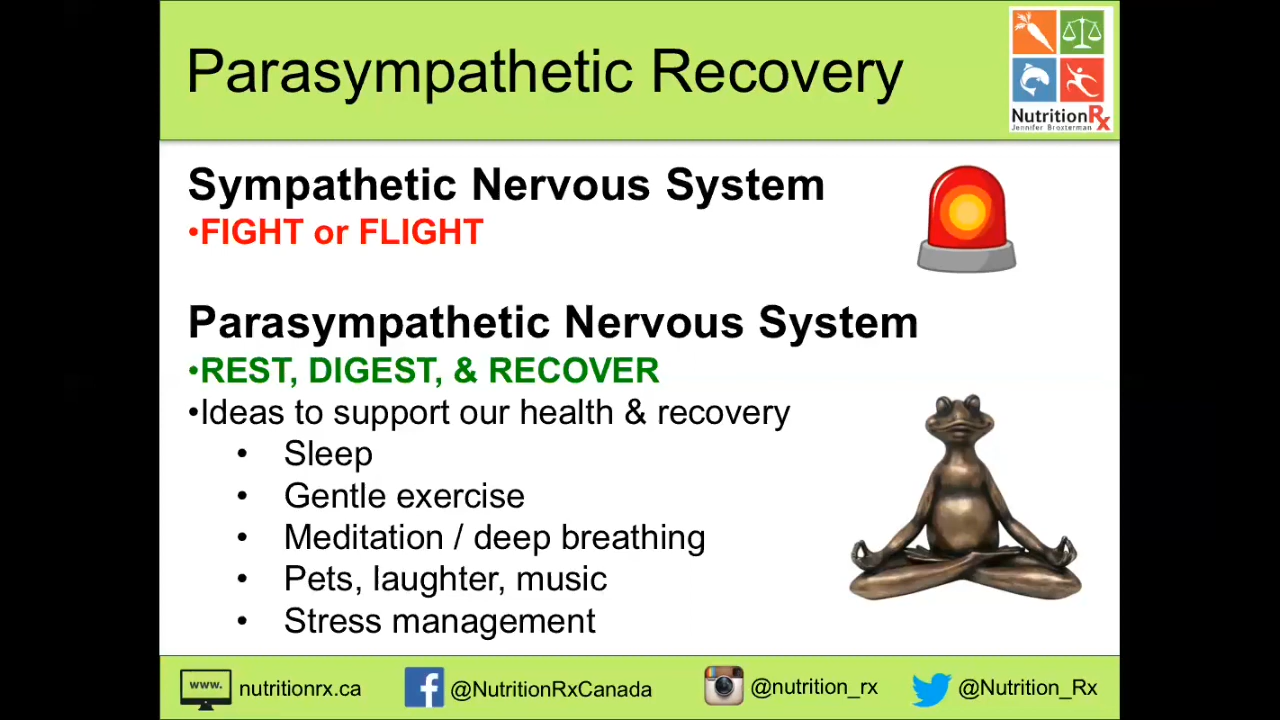 Parasympathetic Recovery
NutritionRx
Jennifer Broxterman
Sympathetic Nervous System
•FIGHT or FLIGHT
Parasympathetic Nervous System
•REST, DIGEST, & RECOVER
•Ideas to support our health & recovery
• Sleep
• Gentle exercise
• Meditation / deep breathing
• Pets, laughter, music
• Stress management
www. nutritionrx.ca @NutritionRxCanada @nutrition_rx @Nutrition_Rx